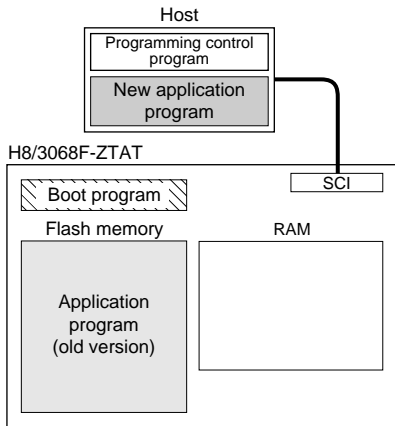 Host
Programming control
program
New application
program
H8/3068F-ZTAT
SCI
Boot program
Flash memory
RAM
Application
program
(old version)